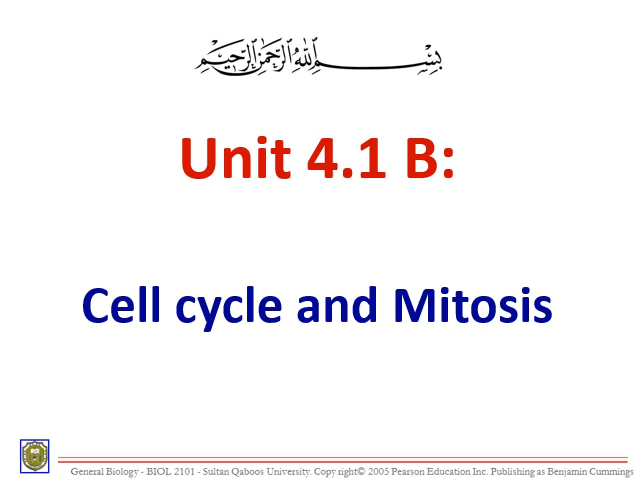 بسم الله الرحمن الرحيم
Unit 4.1 B:
Cell cycle and Mitosis
General Biology - BIOL 2101 - Sultan Qaboos University. Copy right© 2005 Pearson Education Inc. Publishing as Benjamin Cummings